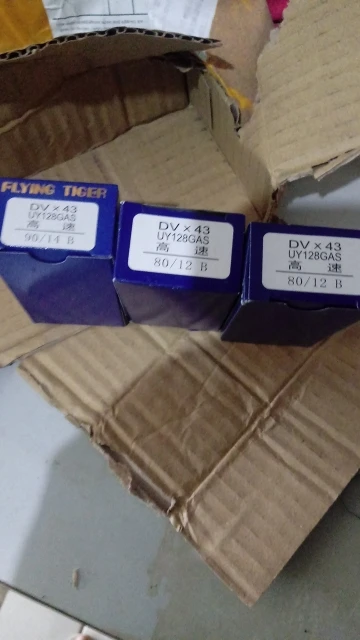 FLYING TIGER
DV x 43
UY128GAS
高 速
90/14 B
DV x 43
UY128GAS
高 速
80/12 B
DV x 43
UY128GAS
高 速
80/12 B